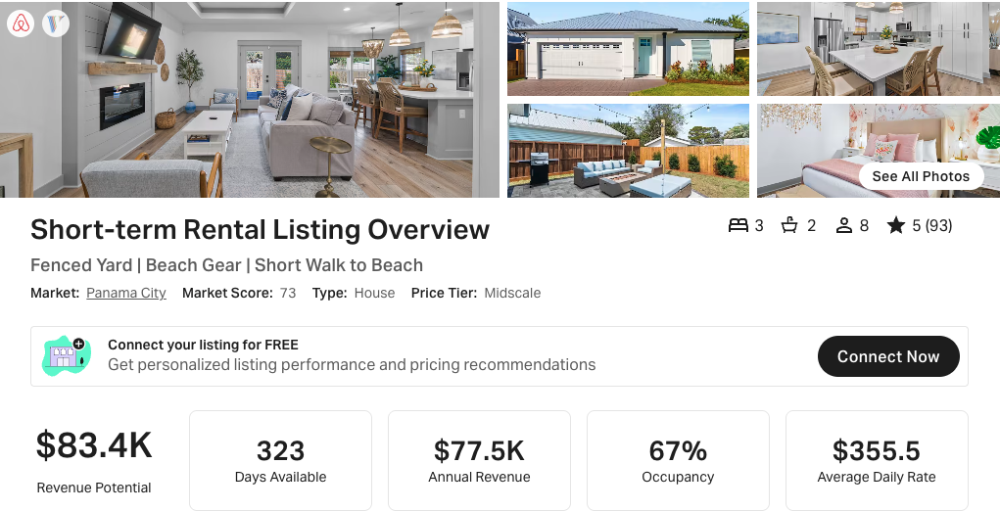 See All Photos
Short-term Rental Listing Overview
3 2 8 5 (93)
Fenced Yard | Beach Gear | Short Walk to Beach
Market: Panama City Market Score: 73 Type: House Price Tier: Midscale
Connect your listing for FREE
Get personalized listing performance and pricing recommendations
Connect Now
$83.4K
Revenue Potential
323
Days Available
$77.5K
Annual Revenue
67%
Occupancy
$355.5
Average Daily Rate